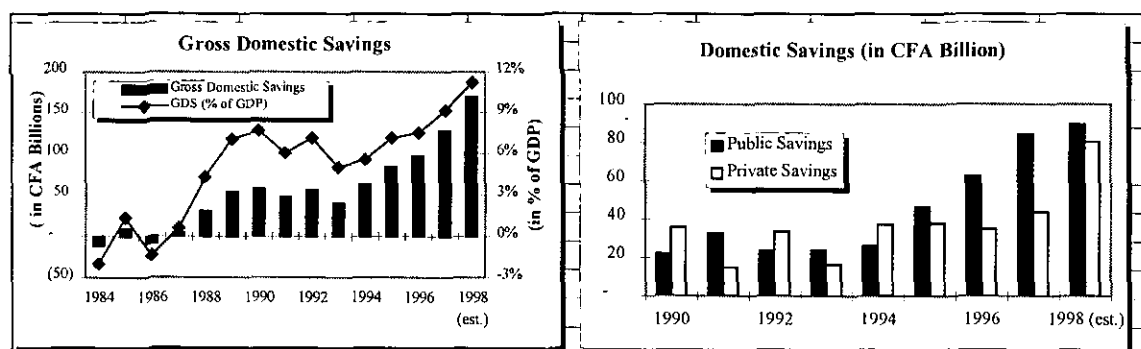 Gross Domestic Savings
200
150
100
50
-
(50)
( in CFA Billions)
Gross Domestic Savings
GDS (% of GDP)
12%
9%
6%
3%
0%
-3%
(in % of GDP)
1984 1986 1988 1990 1992 1994 1996 1998
(est.)
Domestic Savings (in CFA Billion)
100
80
60
40
20
-
Public Savings
Private Savings
1990 1992 1994 1996 1998 (est.)